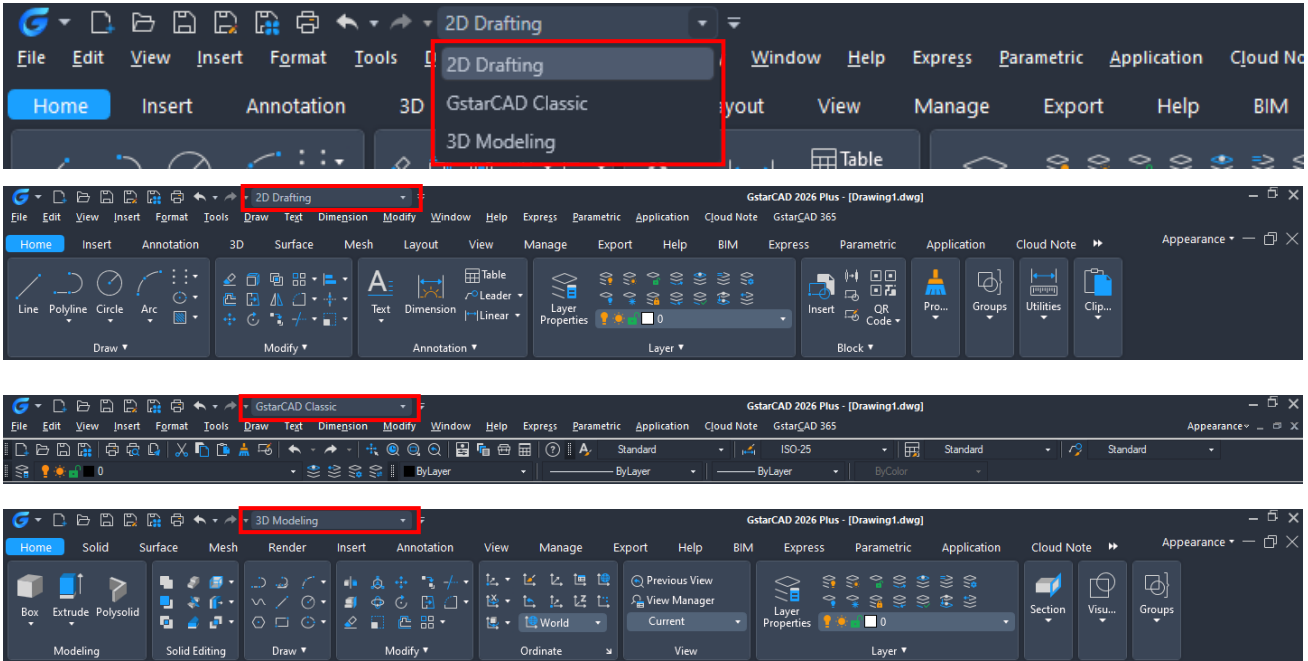 2D Drafting
File Edit View Insert Format Tools Window Help Express Parametric Application Cloud No
2D Drafting
GstarCAD Classic
3D Modeling
Home Insert Annotation 3D yout View Manage Export Help BIM
Table
2D Drafting GstarCAD 2026 Plus - [Drawing1.dwg]
File Edit View Insert Format Tools Draw Text Dimension Modify Window Help Express Parametric Application Cloud Note GstarCAD 365
Home Insert Annotation 3D Surface Mesh Layout View Manage Export Help BIM Express Parametric Application Cloud Note Appearance
Line Polyline Circle Arc
Text Dimension Table
Leader
Linear
Layer Properties 0
Insert QR Code
Pro... Groups Utilities Clip...
Draw Modify Annotation Layer Block
GstarCAD Classic GstarCAD 2026 Plus - [Drawing1.dwg]
File Edit View Insert Format Tools Draw Text Dimension Modify Window Help Express Parametric Application Cloud Note GstarCAD 365 Appearance
A Standard ISO-25 Standard Standard
0 ByLayer ByLayer ByLayer ByColor
3D Modeling GstarCAD 2026 Plus - [Drawing1.dwg]
Home Solid Surface Mesh Render Insert Annotation View Manage Export Help BIM Express Parametric Application Cloud Note Appearance
Box Extrude Polysolid
World
Previous View
View Manager
Current
Layer Properties 0
Section Visu... Groups
Modeling Solid Editing Draw Modify Ordinate View Layer